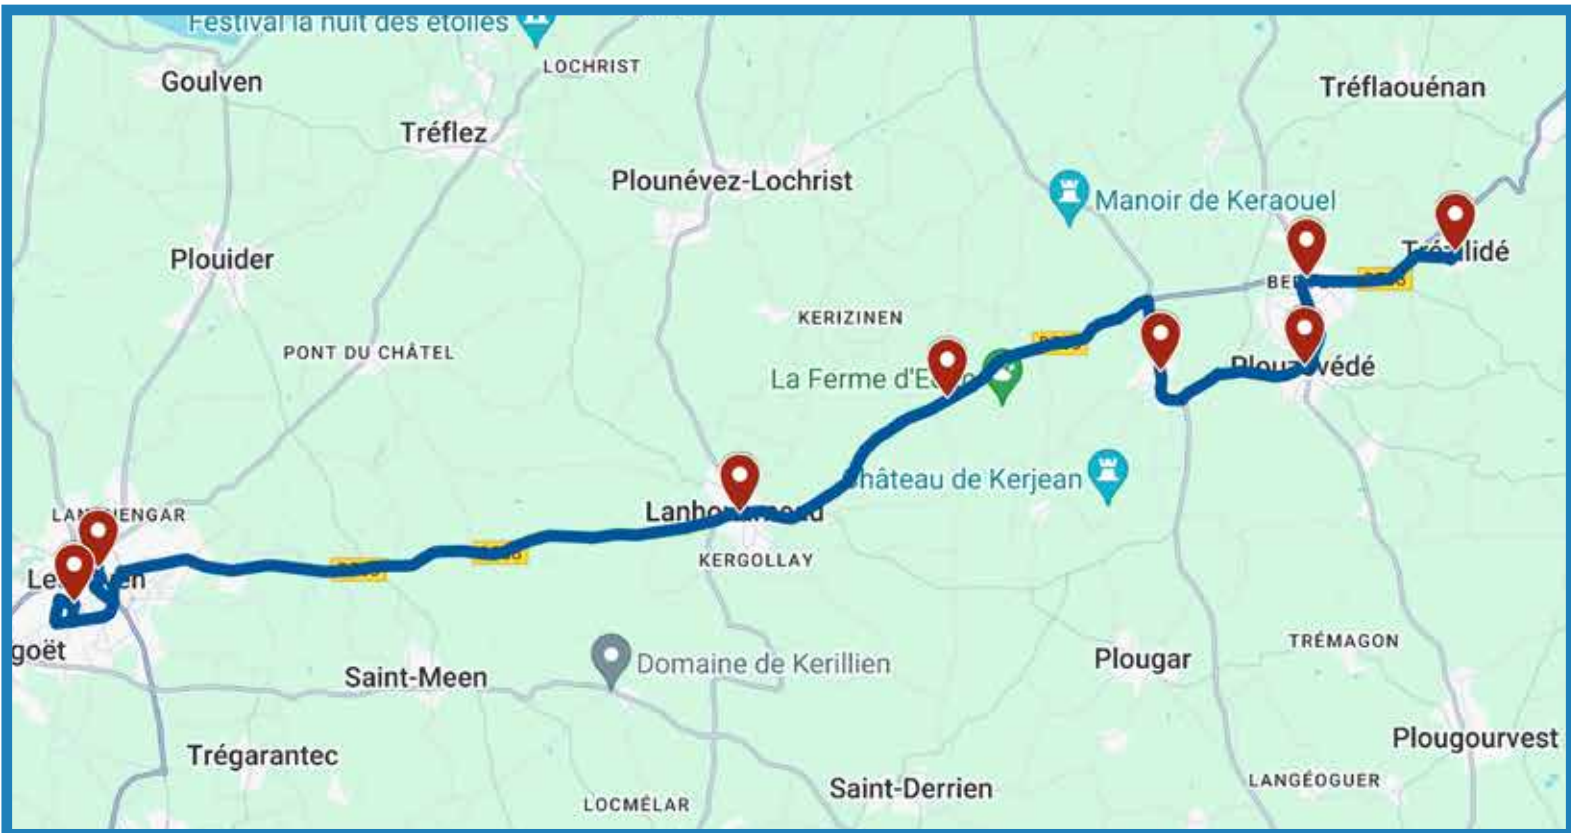 Festival la nuit des étoiles
LOCHRIST
Goulven
Tréflaouénan
Tréflez
Plounévez-Lochrist
Manoir de Keraouel
Plouider
KERIZINEN
PONT DU CHÂTEL
La Ferme d'E
Château de Kerjean
KERGOLLAY
goët
Saint-Meen
Domaine de Kerillien
Plougar
TRÉMAGON
Trégarantec
Plougourvest
Saint-Derrien
LANGÉOGUER
LOCMÉLAR